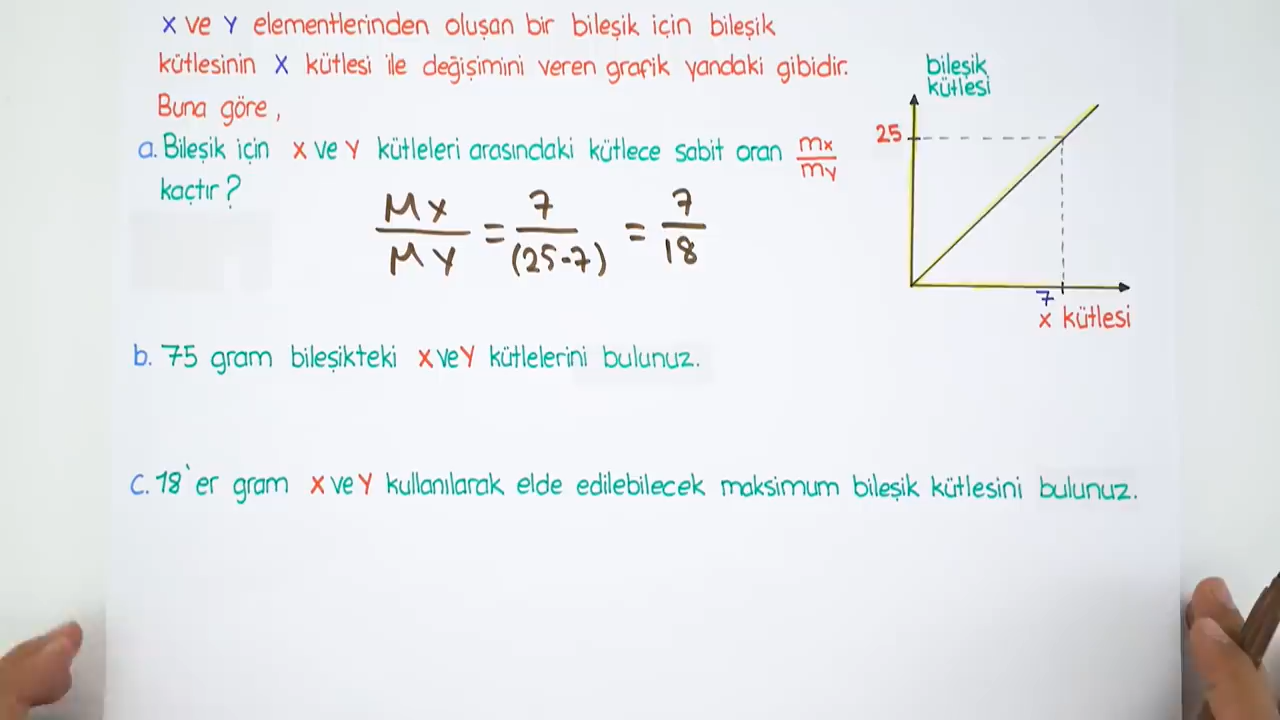 X ve Y elementlerinden oluşan bir bileşik için bileşik
kütlesinin X kütlesi ile değişimini veren grafik yandaki gibidir.
Buna göre,
a. Bileşik için X ve Y kütleleri arasındaki kütlece sabit oran mx/my
kaçtır?
MX/MY = 7/(25-7) = 7/18
bileşik
kütlesi
25
7
X kütlesi
b. 75 gram bileşikteki X ve Y kütlelerini bulunuz.
c. 18'er gram X ve Y kullanılarak elde edilebilecek maksimum bileşik kütlesini bulunuz.